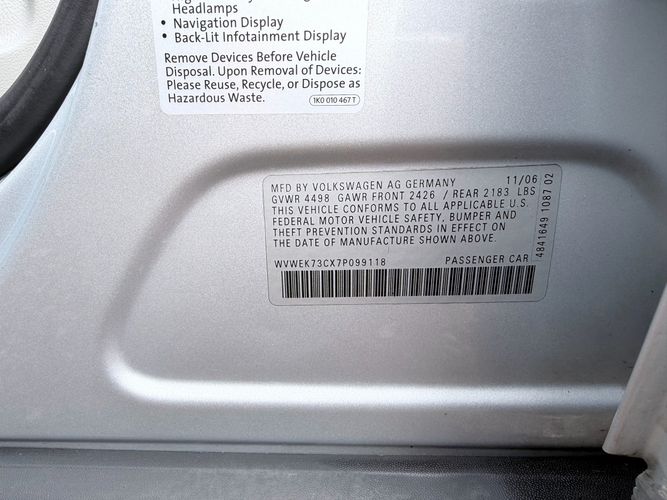 Headlamps
• Navigation Display
• Back-Lit Infotainment Display
Remove Devices Before Vehicle
Disposal. Upon Removal of Devices:
Please Reuse, Recycle, or Dispose as
Hazardous Waste.
1K0 010 467 T
MFD BY VOLKSWAGEN AG GERMANY 11/06
GVWR 4498 GAWR FRONT 2426 / REAR 2183 LBS
THIS VEHICLE CONFORMS TO ALL APPLICABLE U.S.
FEDERAL MOTOR VEHICLE SAFETY, BUMPER AND
THEFT PREVENTION STANDARDS IN EFFECT ON
THE DATE OF MANUFACTURE SHOWN ABOVE.
WVWEK73CX7P099118 PASSENGER CAR
4841649 1087 02